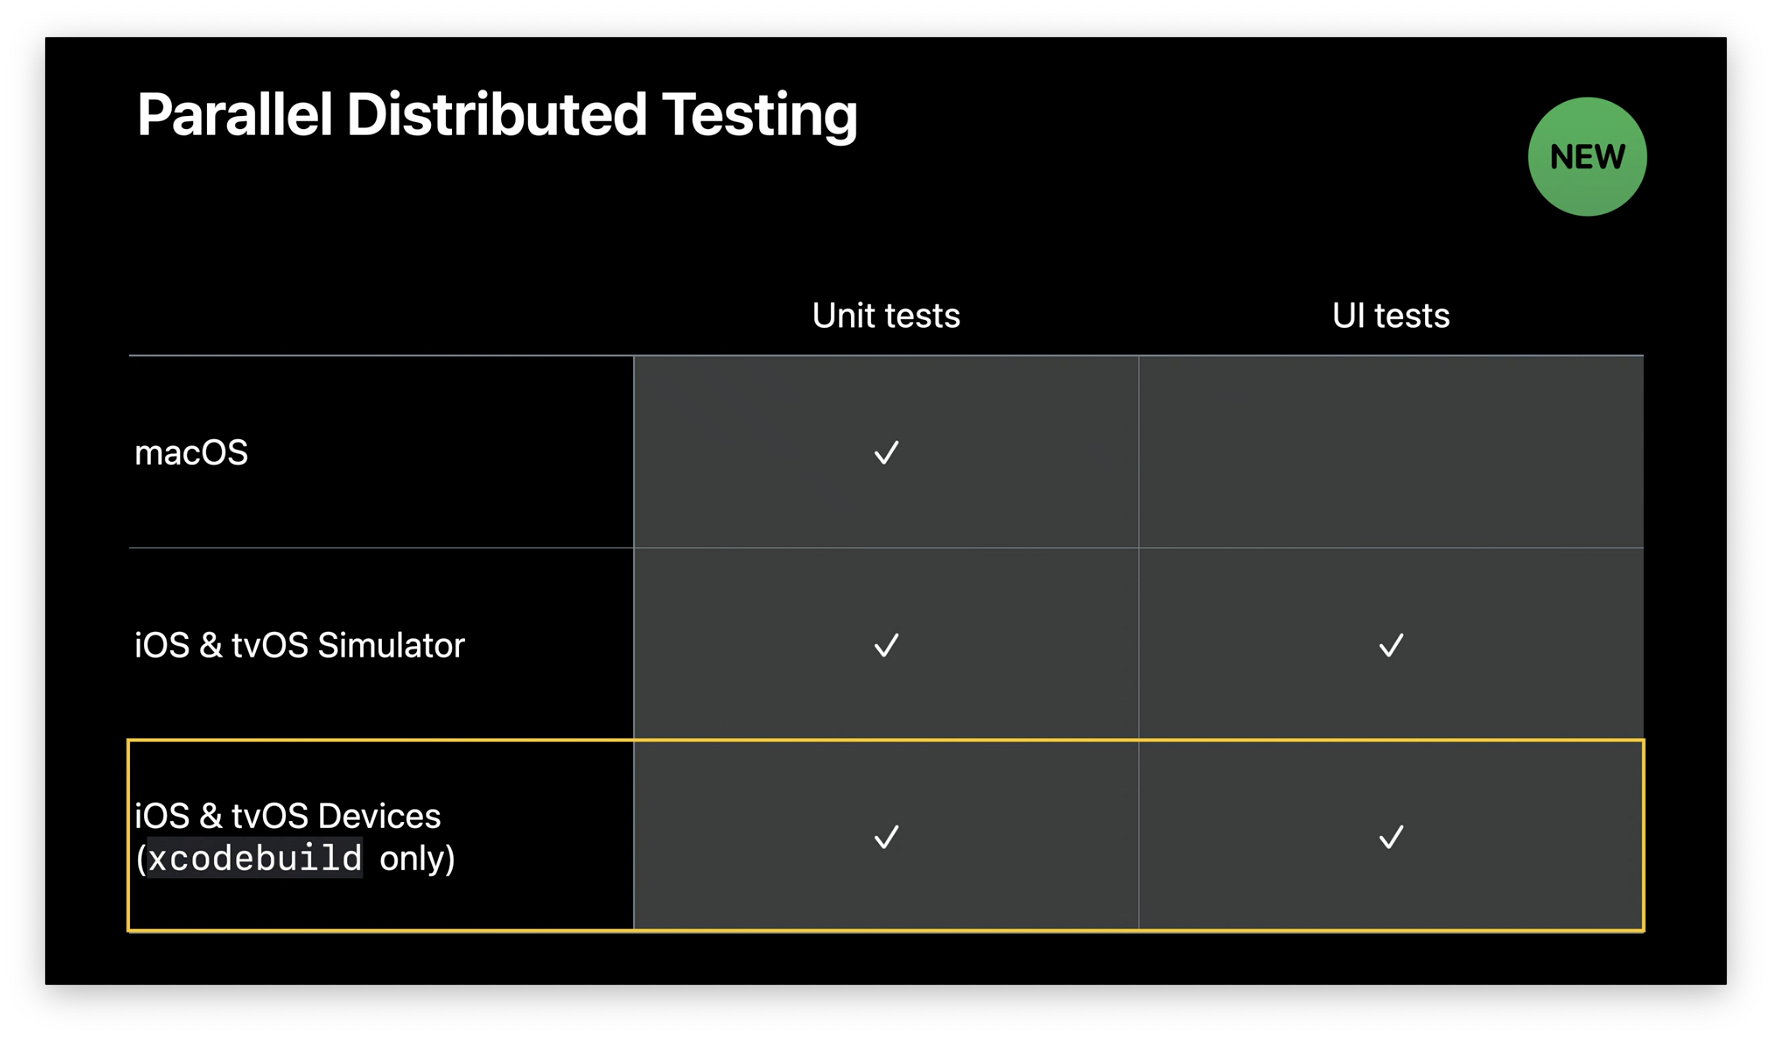 Parallel Distributed Testing
NEW
Unit tests UI tests
macOS ✓
iOS & tvOS Simulator ✓ ✓
iOS & tvOS Devices
(xcodebuild only) ✓ ✓